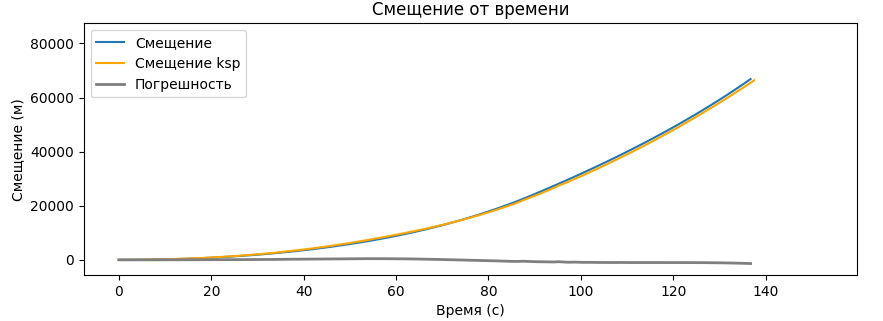 Смещение от времени
Смещение
Смещение ksp
Погрешность
Смещение (м)
80000
60000
40000
20000
0
0 20 40 60 80 100 120 140
Время (с)